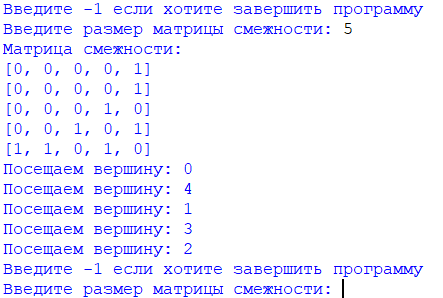 Введите -1 если хотите завершить программу
Введите размер матрицы смежности: 5
Матрица смежности:
[0, 0, 0, 0, 1]
[0, 0, 0, 0, 1]
[0, 0, 0, 1, 0]
[0, 0, 1, 0, 1]
[1, 1, 0, 1, 0]
Посещаем вершину: 0
Посещаем вершину: 4
Посещаем вершину: 1
Посещаем вершину: 3
Посещаем вершину: 2
Введите -1 если хотите завершить программу
Введите размер матрицы смежности: